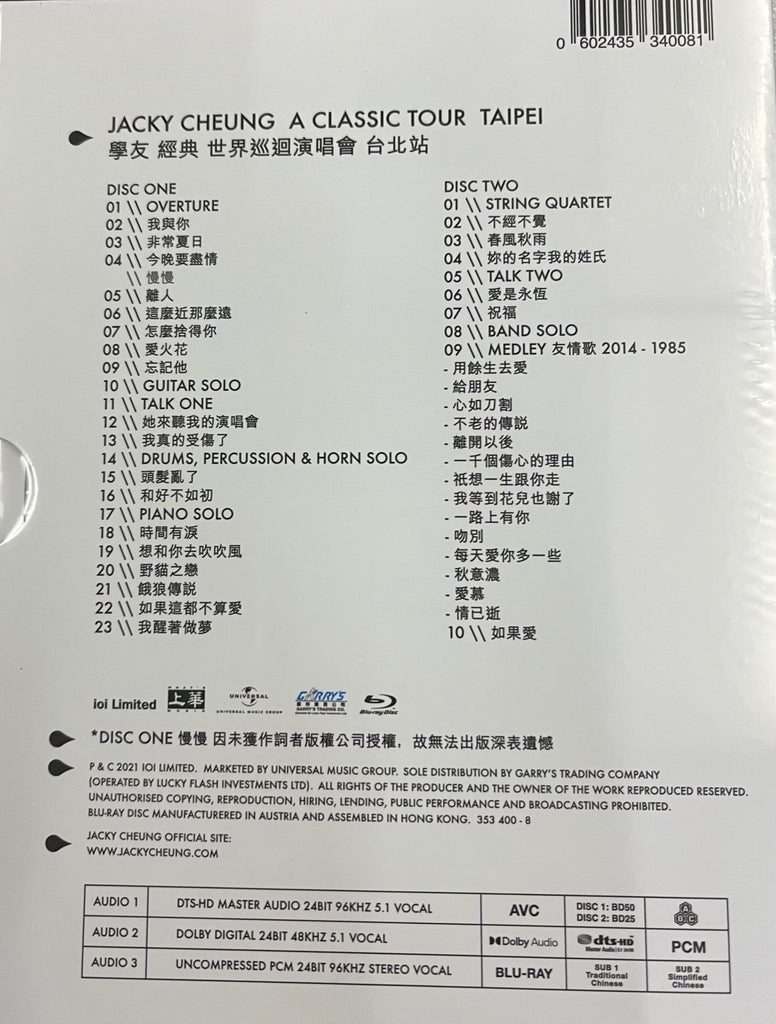 0 602435 340081
JACKY CHEUNG A CLASSIC TOUR TAIPEI
學友 經典 世界巡迴演唱會 台北站
DISC ONE
01 \\ OVERTURE
02 \\ 我與你
03 \\ 非常夏日
04 \\ 今晚要盡情
\\ 慢慢
05 \\ 離人
06 \\ 這麼近那麼遠
07 \\ 怎麼捨得你
08 \\ 愛火花
09 \\ 忘記他
10 \\ GUITAR SOLO
11 \\ TALK ONE
12 \\ 她來聽我的演唱會
13 \\ 我真的受傷了
14 \\ DRUMS, PERCUSSION & HORN SOLO
15 \\ 頭髮亂了
16 \\ 和好不如初
17 \\ PIANO SOLO
18 \\ 時間有淚
19 \\ 想和你去吹吹風
20 \\ 野貓之戀
21 \\ 餓狼傳說
22 \\ 如果這都不算愛
23 \\ 我醒著做夢
DISC TWO
01 \\ STRING QUARTET
02 \\ 不經不覺
03 \\ 春風秋雨
04 \\ 妳的名字我的姓氏
05 \\ TALK TWO
06 \\ 愛是永恆
07 \\ 祝福
08 \\ BAND SOLO
09 \\ MEDLEY 友情歌 2014 - 1985
- 用餘生去愛
- 給朋友
- 心如刀割
- 不老的傳說
- 離開以後
- 一千個傷心的理由
- 祇想一生跟你走
- 我等到花兒也謝了
- 一路上有你
- 吻別
- 每天愛你多一些
- 秋意濃
- 愛慕
- 情已逝
10 \\ 如果愛
ioi Limited
上華
UNIVERSAL
UNIVERSAL MUSIC GROUP
GARRY'S
GARRY'S TRADING CO.
Blu-ray Disc
*DISC ONE 慢慢 因未獲作詞者版權公司授權，故無法出版深表遺憾
P & C 2021 IOI LIMITED. MARKETED BY UNIVERSAL MUSIC GROUP. SOLE DISTRIBUTION BY GARRY'S TRADING COMPANY
(OPERATED BY LUCKY FLASH INVESTMENTS LTD). ALL RIGHTS OF THE PRODUCER AND THE OWNER OF THE WORK REPRODUCED RESERVED.
UNAUTHORISED COPYING, REPRODUCTION, HIRING, LENDING, PUBLIC PERFORMANCE AND BROADCASTING PROHIBITED.
BLU-RAY DISC MANUFACTURERED IN AUSTRIA AND ASSEMBLED IN HONG KONG. 353 400 - 8
JACKY CHEUNG OFFICIAL SITE:
WWW.JACKYCHEUNG.COM
AUDIO 1 DTS-HD MASTER AUDIO 24BIT 96KHZ 5.1 VOCAL
AUDIO 2 DOLBY DIGITAL 24BIT 48KHZ 5.1 VOCAL
AUDIO 3 UNCOMPRESSED PCM 24BIT 96KHZ STEREO VOCAL
AVC
DISC 1: BD50
DISC 2: BD25
ABC
Dolby Audio
dts-HD
PCM
BLU-RAY
SUB 1
Traditional
Chinese
SUB 2
Simplified
Chinese